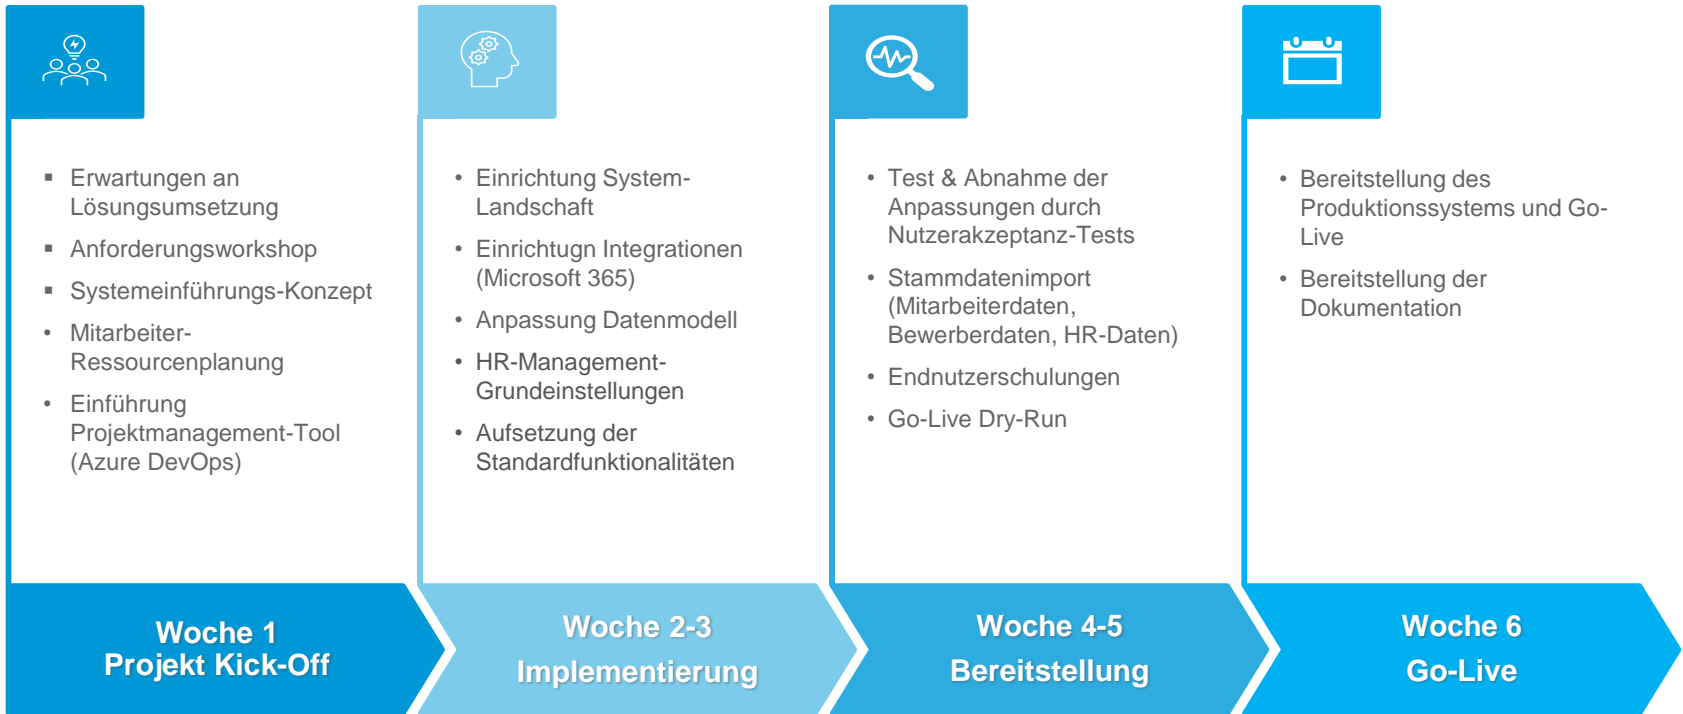 ▪ Erwartungen an
Lösungsumsetzung
▪ Anforderungsworkshop
▪ Systemeinführungs-Konzept
• Mitarbeiter-
Ressourcenplanung
• Einführung
Projektmanagement-Tool
(Azure DevOps)
Woche 1
Projekt Kick-Off
• Einrichtung System-
Landschaft
• Einrichtugn Integrationen
(Microsoft 365)
• Anpassung Datenmodell
• HR-Management-
Grundeinstellungen
• Aufsetzung der
Standardfunktionalitäten
Woche 2-3
Implementierung
• Test & Abnahme der
Anpassungen durch
Nutzerakzeptanz-Tests
• Stammdatenimport
(Mitarbeiterdaten,
Bewerberdaten, HR-Daten)
• Endnutzerschulungen
• Go-Live Dry-Run
Woche 4-5
Bereitstellung
• Bereitstellung des
Produktionssystems und Go-
Live
• Bereitstellung der
Dokumentation
Woche 6
Go-Live